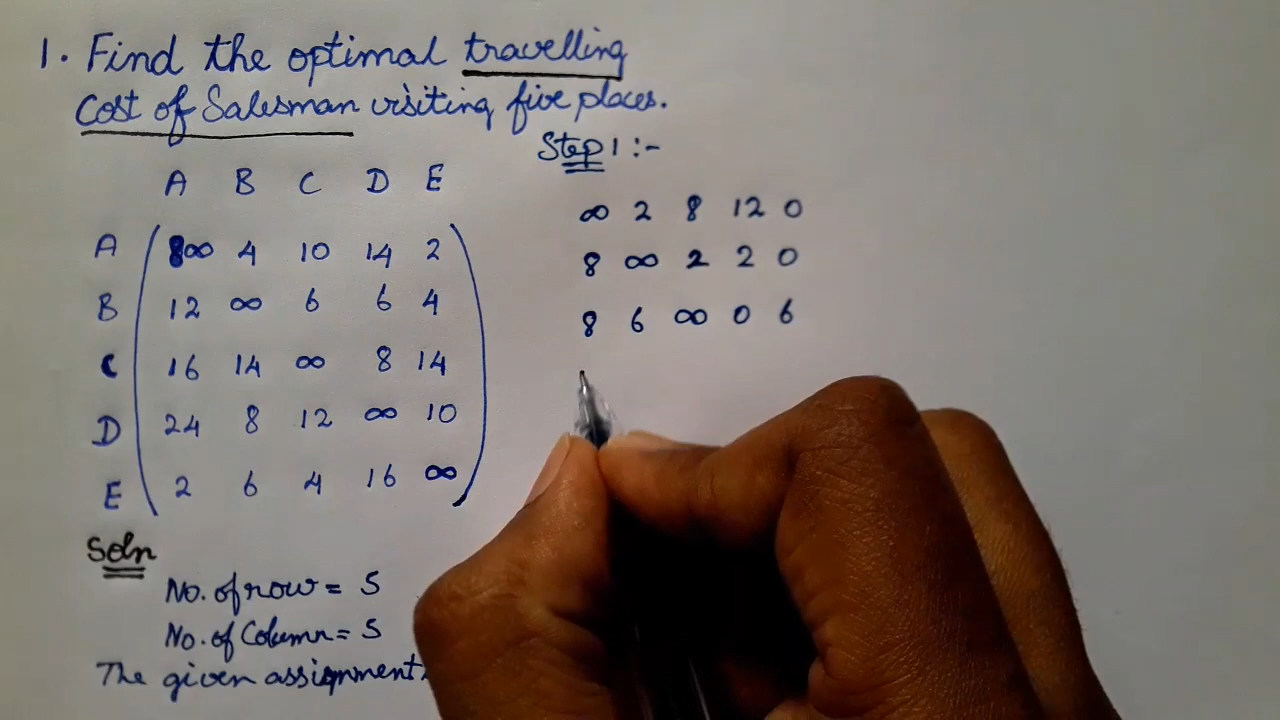 1. Find the optimal travelling
Cost of Salesman visiting five places.
A B C D E
A ∞ 4 10 14 2
B 12 ∞ 6 6 4
C 16 14 ∞ 8 14
D 24 8 12 ∞ 10
E 2 6 4 16 ∞
Soln
No. of row = 5
No. of Column = 5
The given assignment
Step 1 :-
∞ 2 8 12 0
8 ∞ 2 2 0
8 6 ∞ 0 6